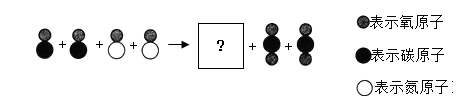 表示氧原子
+ + + → ? + +
表示碳原子
表示氮原子